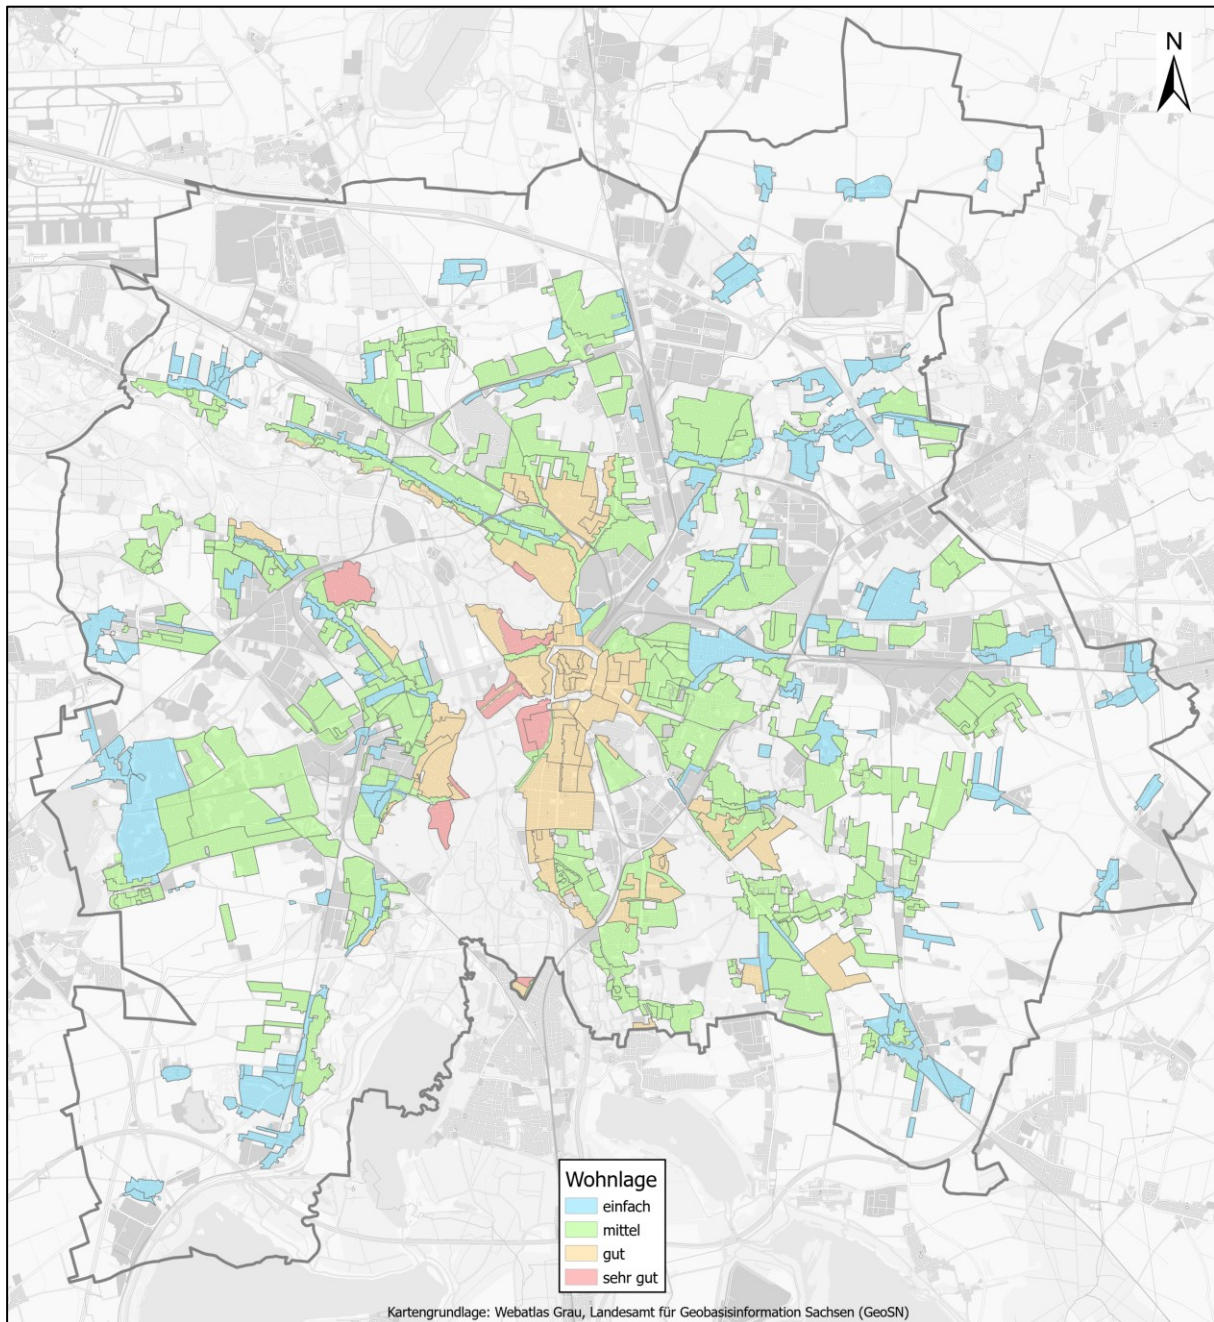 N
Wohnlage
einfach
mittel
gut
sehr gut
Kartengrundlage: Webatlas Grau, Landesamt für Geobasisinformation Sachsen (GeoSN)